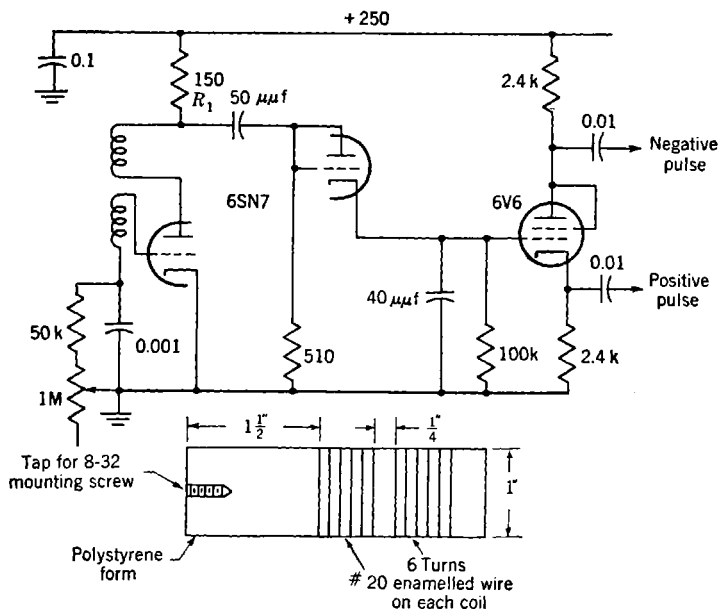 + 250
0.1
150
R₁
50 μμf
2.4 k
0.01
Negative
pulse
6SN7
6V6
0.01
Positive
pulse
50 k
0.001
510
40 μμf
100k
2.4 k
1M
1 1/2"
1/4"
Tap for 8-32
mounting screw
1"
Polystyrene
form
6 Turns
# 20 enamelled wire
on each coil